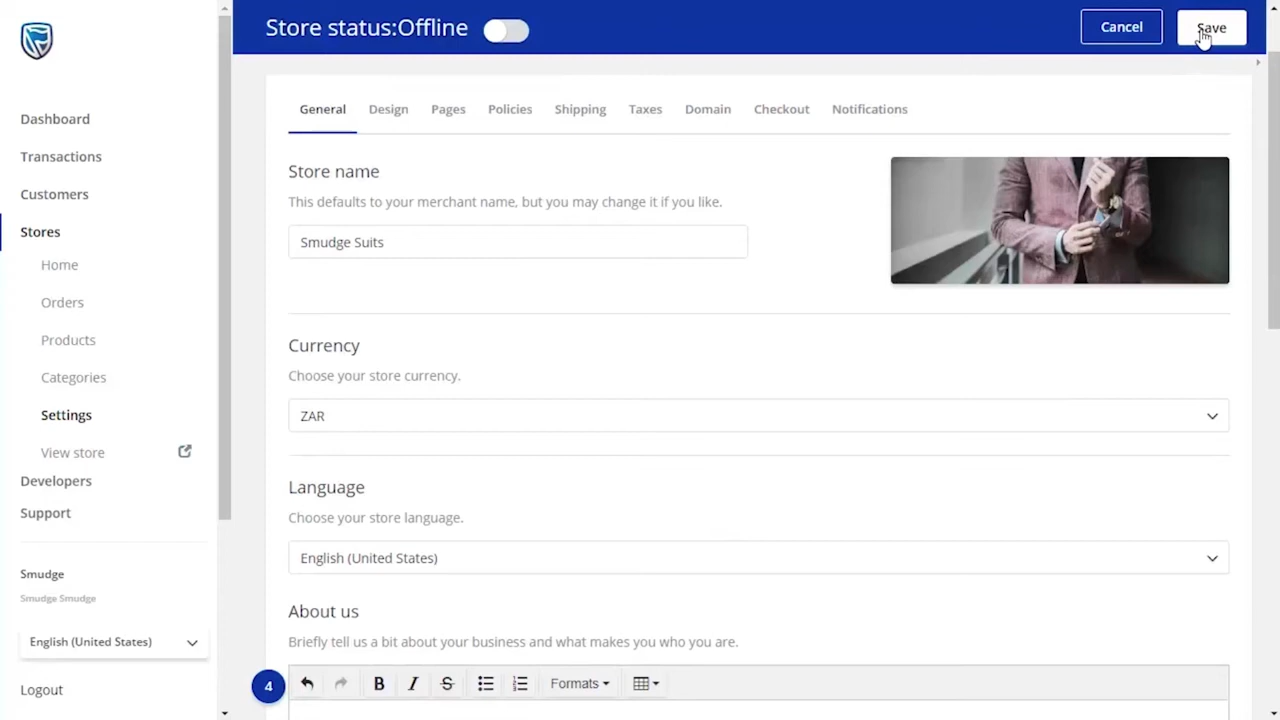 Store status:Offline
Cancel
Save
Dashboard
Transactions
Customers
Stores
Home
Orders
Products
Categories
Settings
View store
Developers
Support
Smudge
Smudge Smudge
English (United States)
Logout
General Design Pages Policies Shipping Taxes Domain Checkout Notifications
Store name
This defaults to your merchant name, but you may change it if you like.
Smudge Suits
Currency
Choose your store currency.
ZAR
Language
Choose your store language.
English (United States)
About us
Briefly tell us a bit about your business and what makes you who you are.
4
B I S Formats